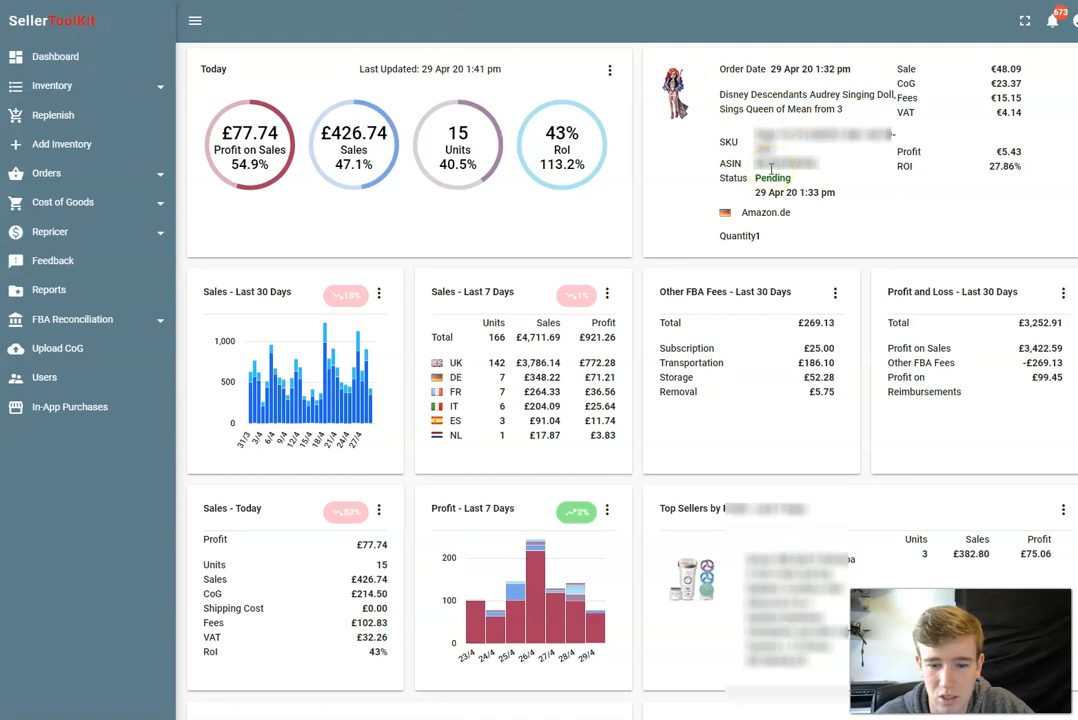 SellerToolKit
673
Dashboard
Inventory
Replenish
Add Inventory
Orders
Cost of Goods
Repricer
Feedback
Reports
FBA Reconciliation
Upload CoG
Users
In-App Purchases
Today
Last Updated: 29 Apr 20 1:41 pm
£77.74
Profit on Sales
54.9%
£426.74
Sales
47.1%
15
Units
40.5%
43%
RoI
113.2%
Order Date 29 Apr 20 1:32 pm
Disney Descendants Audrey Singing Doll,
Sings Queen of Mean from 3
SKU
ASIN
Status Pending
29 Apr 20 1:33 pm
Amazon.de
Quantity1
Sale €48.09
CoG €23.37
Fees €15.15
VAT €4.14
Profit €5.43
ROI 27.86%
Sales - Last 30 Days
18%
1,000
500
0
31/3 3/4 6/4 9/4 12/4 15/4 18/4 21/4 24/4 27/4
Sales - Last 7 Days
1%
Units Sales Profit
Total 166 £4,711.69 £921.26
UK 142 £3,786.14 £772.28
DE 7 £348.22 £71.21
FR 7 £264.33 £36.56
IT 6 £204.09 £25.64
ES 3 £91.04 £11.74
NL 1 £17.87 £3.83
Other FBA Fees - Last 30 Days
Total £269.13
Subscription £25.00
Transportation £186.10
Storage £52.28
Removal £5.75
Profit and Loss - Last 30 Days
Total £3,252.91
Profit on Sales £3,422.59
Other FBA Fees -£269.13
Profit on £99.45
Reimbursements
Sales - Today
53%
Profit £77.74
Units 15
Sales £426.74
CoG £214.50
Shipping Cost £0.00
Fees £102.83
VAT £32.26
RoI 43%
Profit - Last 7 Days
2%
200
100
0
23/4 24/4 25/4 26/4 27/4 28/4 29/4
Top Sellers by
Units Sales Profit
3 £382.80 £75.06